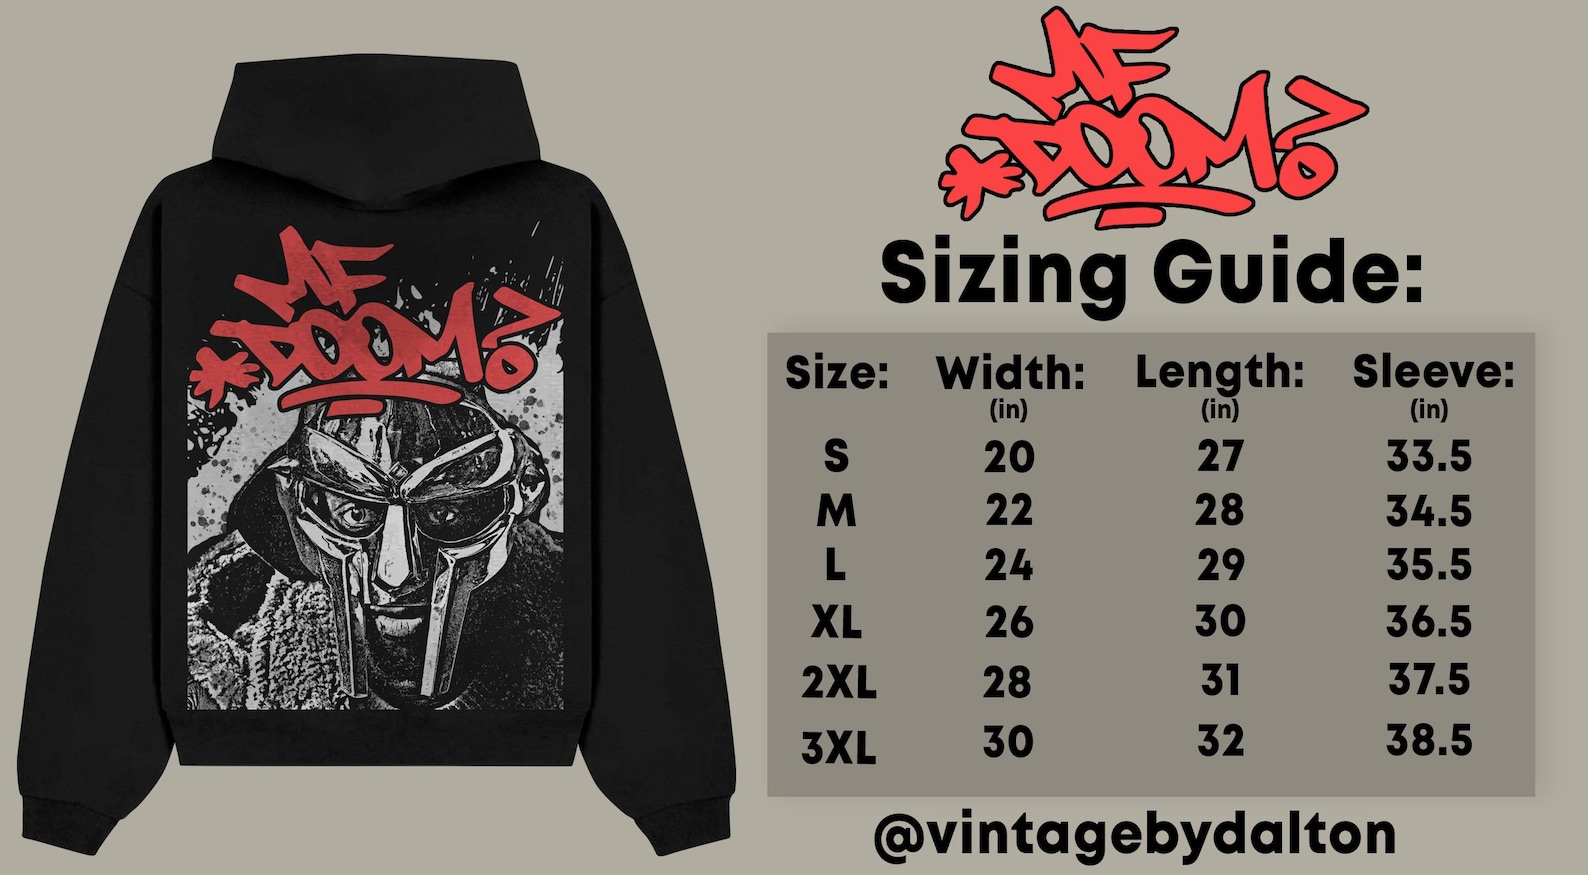 MF
*DOOM?
MF
*DOOM?
Sizing Guide:
Size: Width: Length: Sleeve:
(in) (in) (in)
S 20 27 33.5
M 22 28 34.5
L 24 29 35.5
XL 26 30 36.5
2XL 28 31 37.5
3XL 30 32 38.5
@vintagebydalton